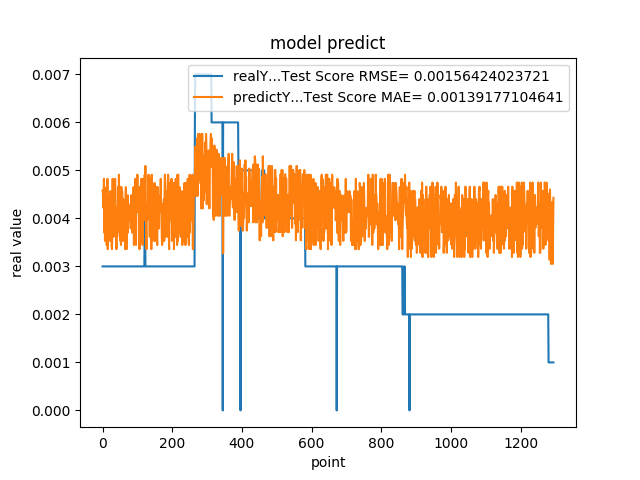 model predict
realY...Test Score RMSE= 0.00156424023721
predictY...Test Score MAE= 0.00139177104641
real value
0.007
0.006
0.005
0.004
0.003
0.002
0.001
0.000
0 200 400 600 800 1000 1200
point